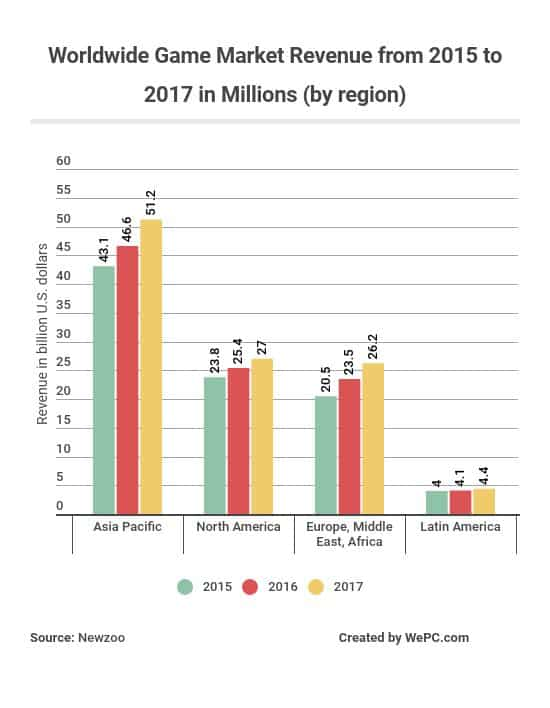 Worldwide Game Market Revenue from 2015 to
2017 in Millions (by region)
Revenue in billion U.S. dollars
60
55
50
45
40
35
30
25
20
15
10
5
0
43.1
46.6
51.2
23.8
25.4
27
20.5
23.5
26.2
4
4.1
4.4
Asia Pacific
North America
Europe, Middle
East, Africa
Latin America
2015 2016 2017
Source: Newzoo
Created by WePC.com